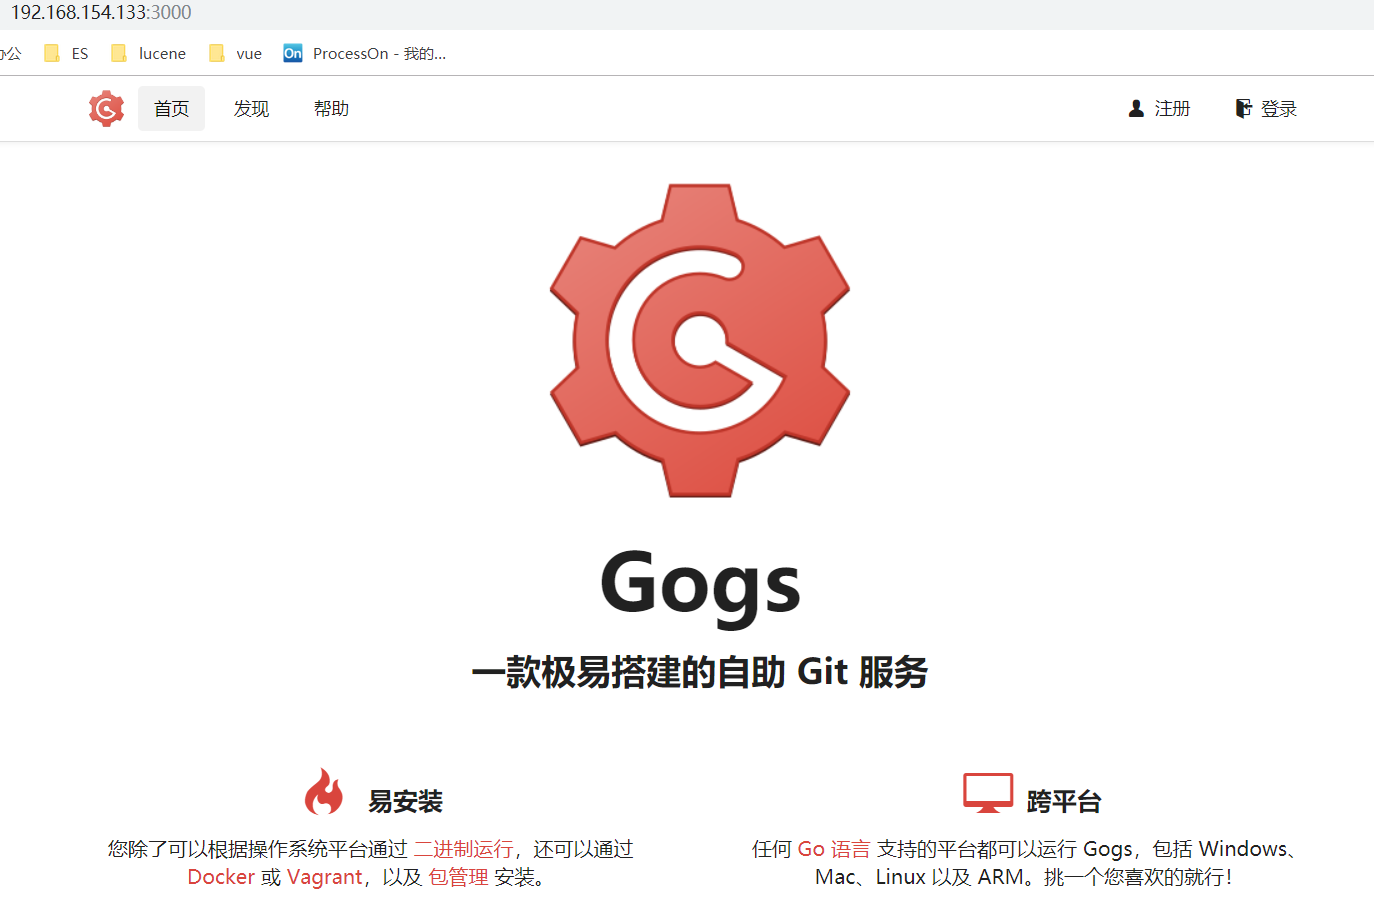 192.168.154.133:3000
办公 ES lucene vue On ProcessOn - 我的...
首页 发现 帮助 注册 登录
Gogs
一款极易搭建的自助 Git 服务
易安装
您除了可以根据操作系统平台通过 二进制运行，还可以通过
Docker 或 Vagrant，以及 包管理 安装。
跨平台
任何 Go 语言 支持的平台都可以运行 Gogs，包括 Windows、
Mac、Linux 以及 ARM。挑一个您喜欢的就行！